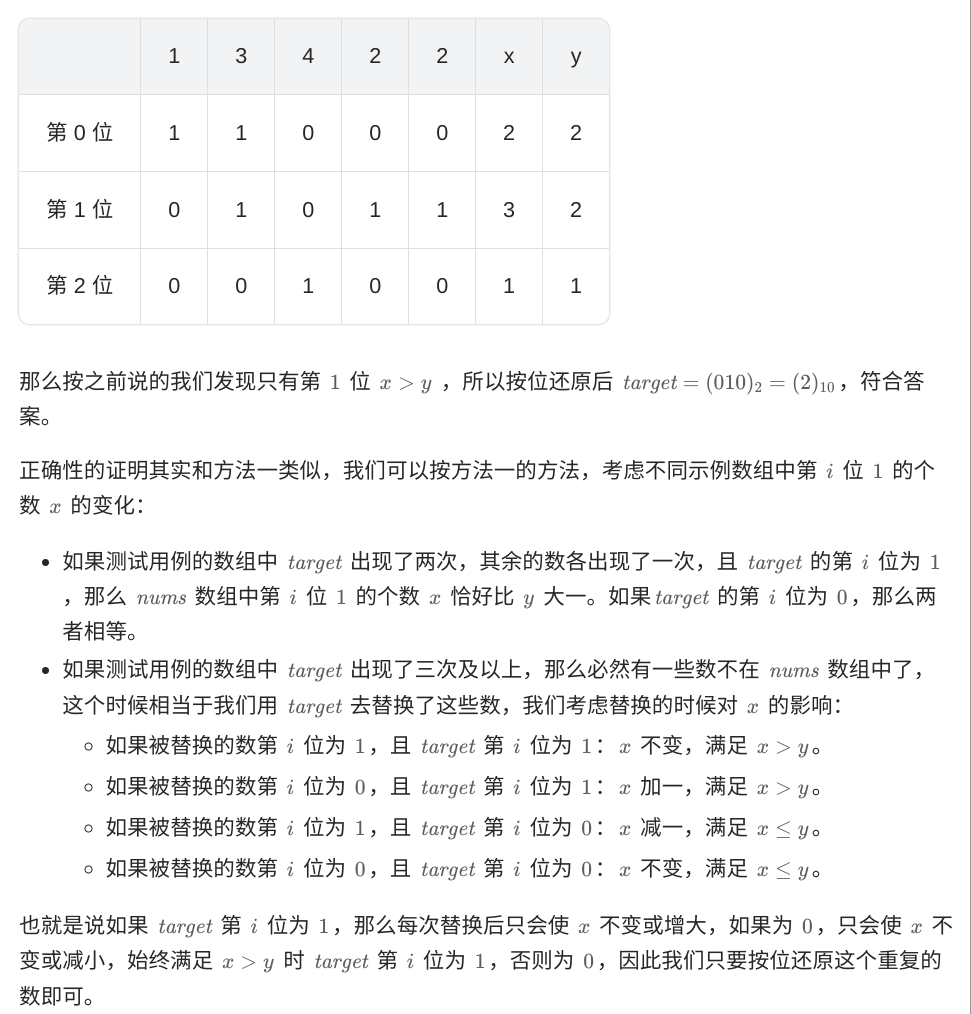 1 3 4 2 2 x y
第 0 位 1 1 0 0 0 2 2
第 1 位 0 1 0 1 1 3 2
第 2 位 0 0 1 0 0 1 1
那么按之前说的我们发现只有第 1 位 x > y ，所以按位还原后 target = (010)₂ = (2)₁₀，符合答
案。
正确性的证明其实和方法一类似，我们可以按方法一的方法，考虑不同示例数组中第 i 位 1 的个
数 x 的变化：
• 如果测试用例的数组中 target 出现了两次，其余的数各出现了一次，且 target 的第 i 位为 1
，那么 nums 数组中第 i 位 1 的个数 x 恰好比 y 大一。如果 target 的第 i 位为 0，那么两
者相等。
• 如果测试用例的数组中 target 出现了三次及以上，那么必然有一些数不在 nums 数组中了，
这个时候相当于我们用 target 去替换了这些数，我们考虑替换的时候对 x 的影响：
◦ 如果被替换的数第 i 位为 1，且 target 第 i 位为 1：x 不变，满足 x > y。
◦ 如果被替换的数第 i 位为 0，且 target 第 i 位为 1：x 加一，满足 x > y。
◦ 如果被替换的数第 i 位为 1，且 target 第 i 位为 0：x 减一，满足 x ≤ y。
◦ 如果被替换的数第 i 位为 0，且 target 第 i 位为 0：x 不变，满足 x ≤ y。
也就是说如果 target 第 i 位为 1，那么每次替换后只会使 x 不变或增大，如果为 0，只会使 x 不
变或减小，始终满足 x > y 时 target 第 i 位为 1，否则为 0，因此我们只要按位还原这个重复的
数即可。